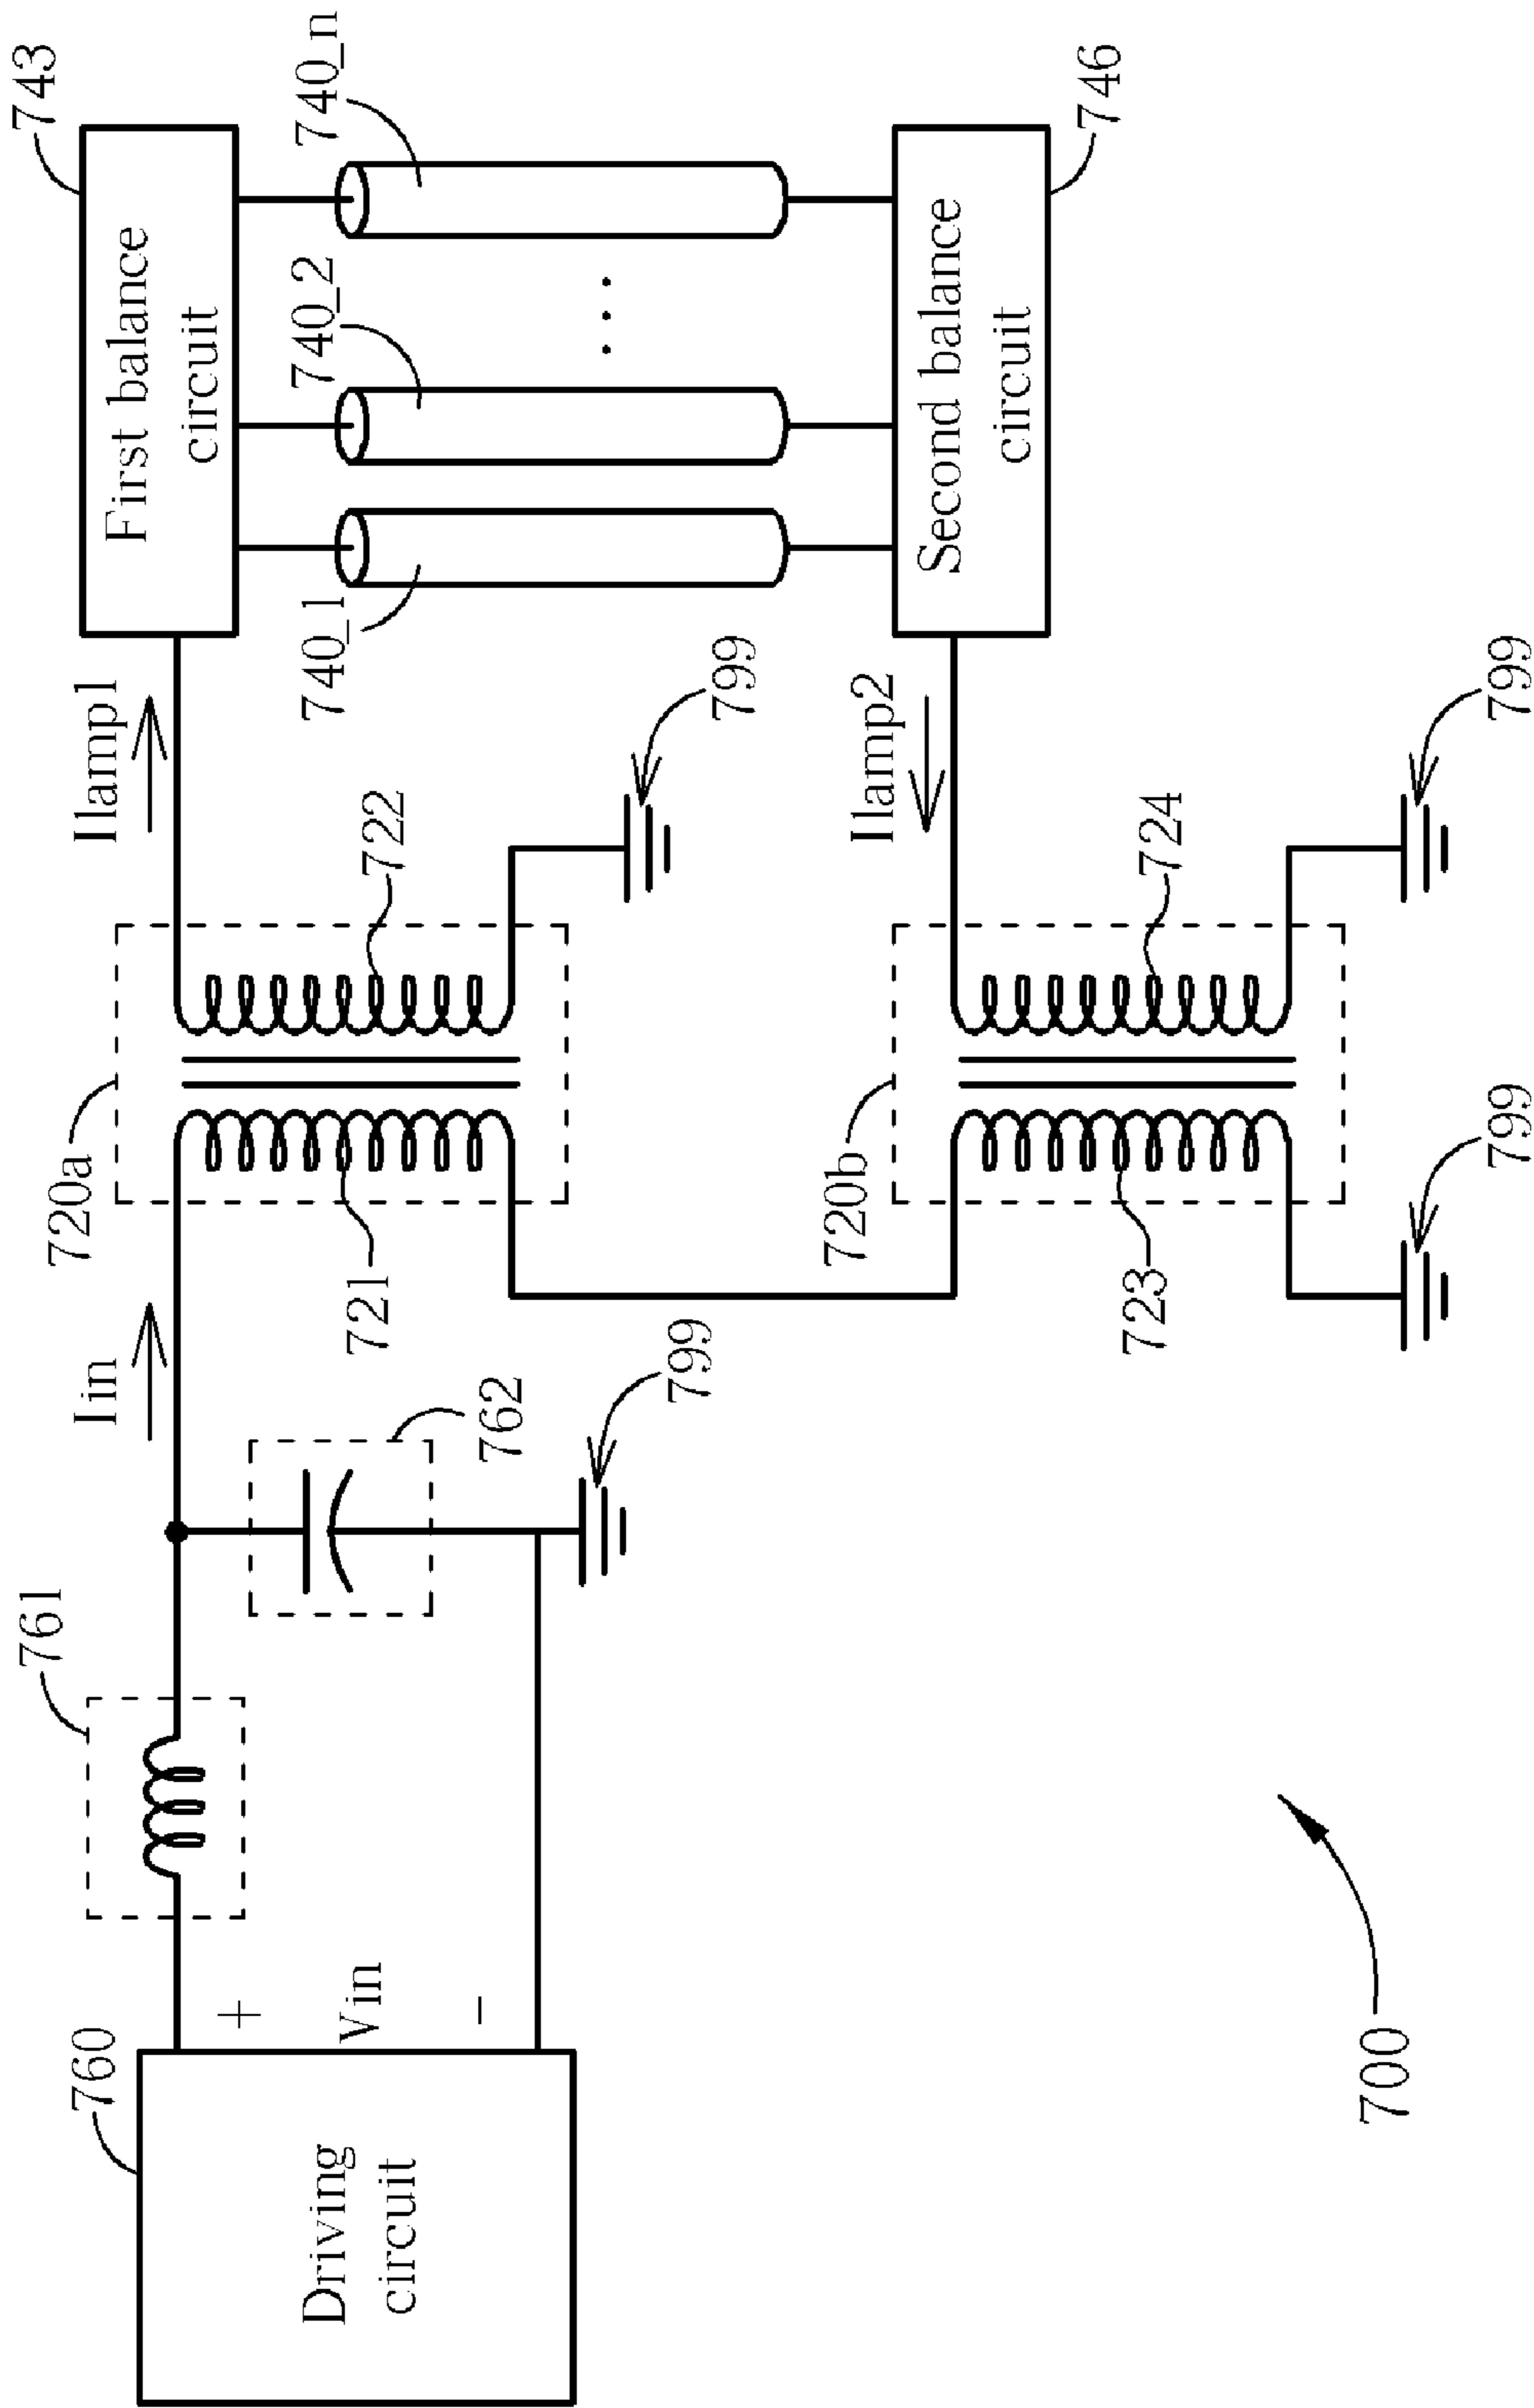 760
Driving
circuit
+
Vin
-
761
762
799
Iin
720a
721
722
799
Ilamp1
743
First balance
circuit
740_1
740_2
740_n
...
720b
723
724
799
799
Ilamp2
Second balance
circuit
746
700